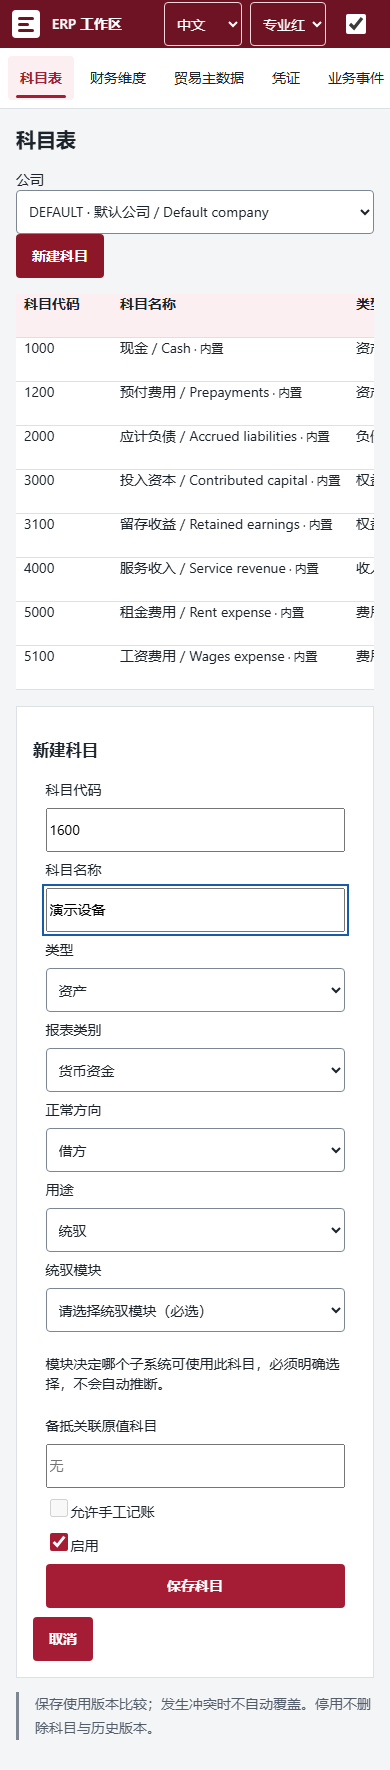 ERP 工作区 中文 专业红
科目表 财务维度 贸易主数据 凭证 业务事件
科目表
公司
DEFAULT · 默认公司 / Default company
新建科目
科目代码 科目名称
1000 现金 / Cash · 内置
1200 预付费用 / Prepayments · 内置
2000 应计负债 / Accrued liabilities · 内置
3000 投入资本 / Contributed capital · 内置
3100 留存收益 / Retained earnings · 内置
4000 服务收入 / Service revenue · 内置
5000 租金费用 / Rent expense · 内置
5100 工资费用 / Wages expense · 内置
新建科目
科目代码
1600
科目名称
演示设备
类型
资产
报表类别
货币资金
正常方向
借方
用途
统驭
统驭模块
请选择统驭模块（必选）
模块决定哪个子系统可使用此科目，必须明确选
择，不会自动推断。
备抵关联原值科目
无
允许手工记账
启用
保存科目
取消
保存使用版本比较；发生冲突时不自动覆盖。停用不删
除科目与历史版本。